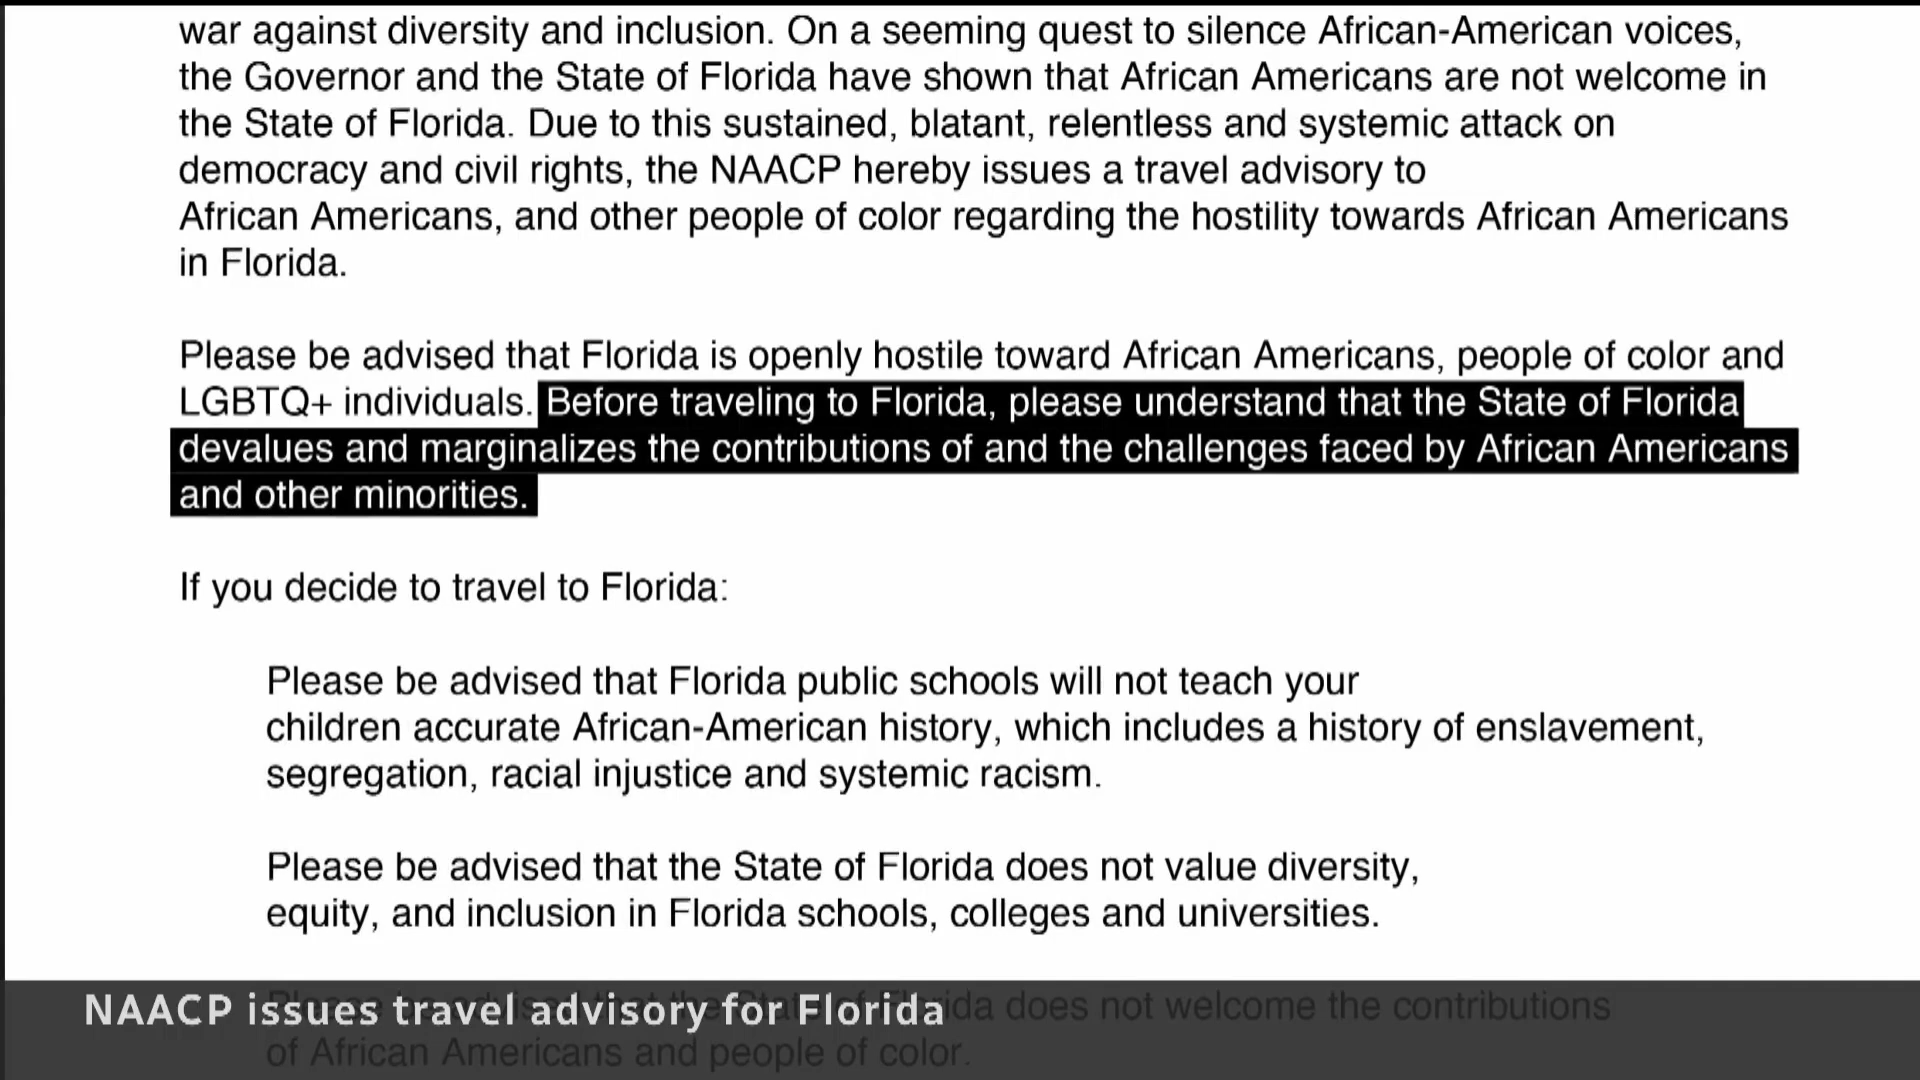 war against diversity and inclusion. On a seeming quest to silence African-American voices,
the Governor and the State of Florida have shown that African Americans are not welcome in
the State of Florida. Due to this sustained, blatant, relentless and systemic attack on
democracy and civil rights, the NAACP hereby issues a travel advisory to
African Americans, and other people of color regarding the hostility towards African Americans
in Florida.
Please be advised that Florida is openly hostile toward African Americans, people of color and
LGBTQ+ individuals. Before traveling to Florida, please understand that the State of Florida
devalues and marginalizes the contributions of and the challenges faced by African Americans
and other minorities.
If you decide to travel to Florida:
Please be advised that Florida public schools will not teach your
children accurate African-American history, which includes a history of enslavement,
segregation, racial injustice and systemic racism.
Please be advised that the State of Florida does not value diversity,
equity, and inclusion in Florida schools, colleges and universities.
NAACP issues travel advisory for Florida
does not welcome the contributions
of African Americans and people of color.